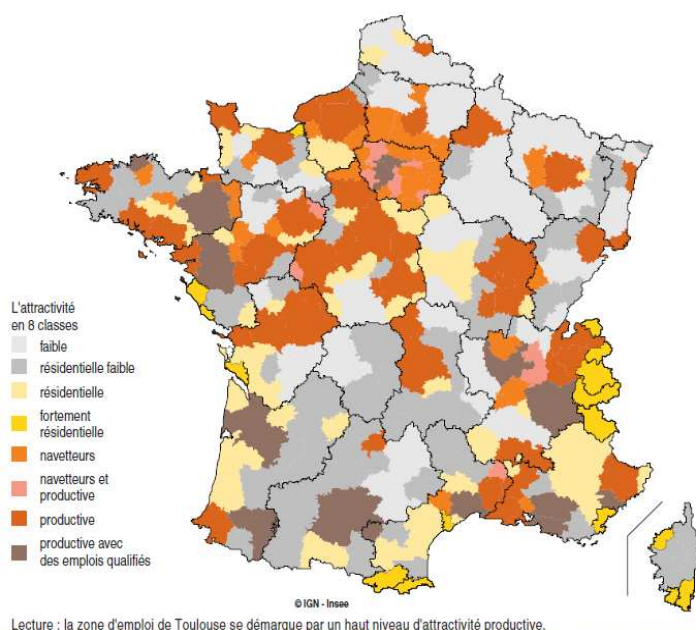 L'attractivité
en 8 classes
faible
résidentielle faible
résidentielle
fortement
résidentielle
navetteurs
navetteurs et
productive
productive
productive avec
des emplois qualifiés
© IGN - Insee
Lecture : la zone d'emploi de Toulouse se démarque par un haut niveau d'attractivité productive.